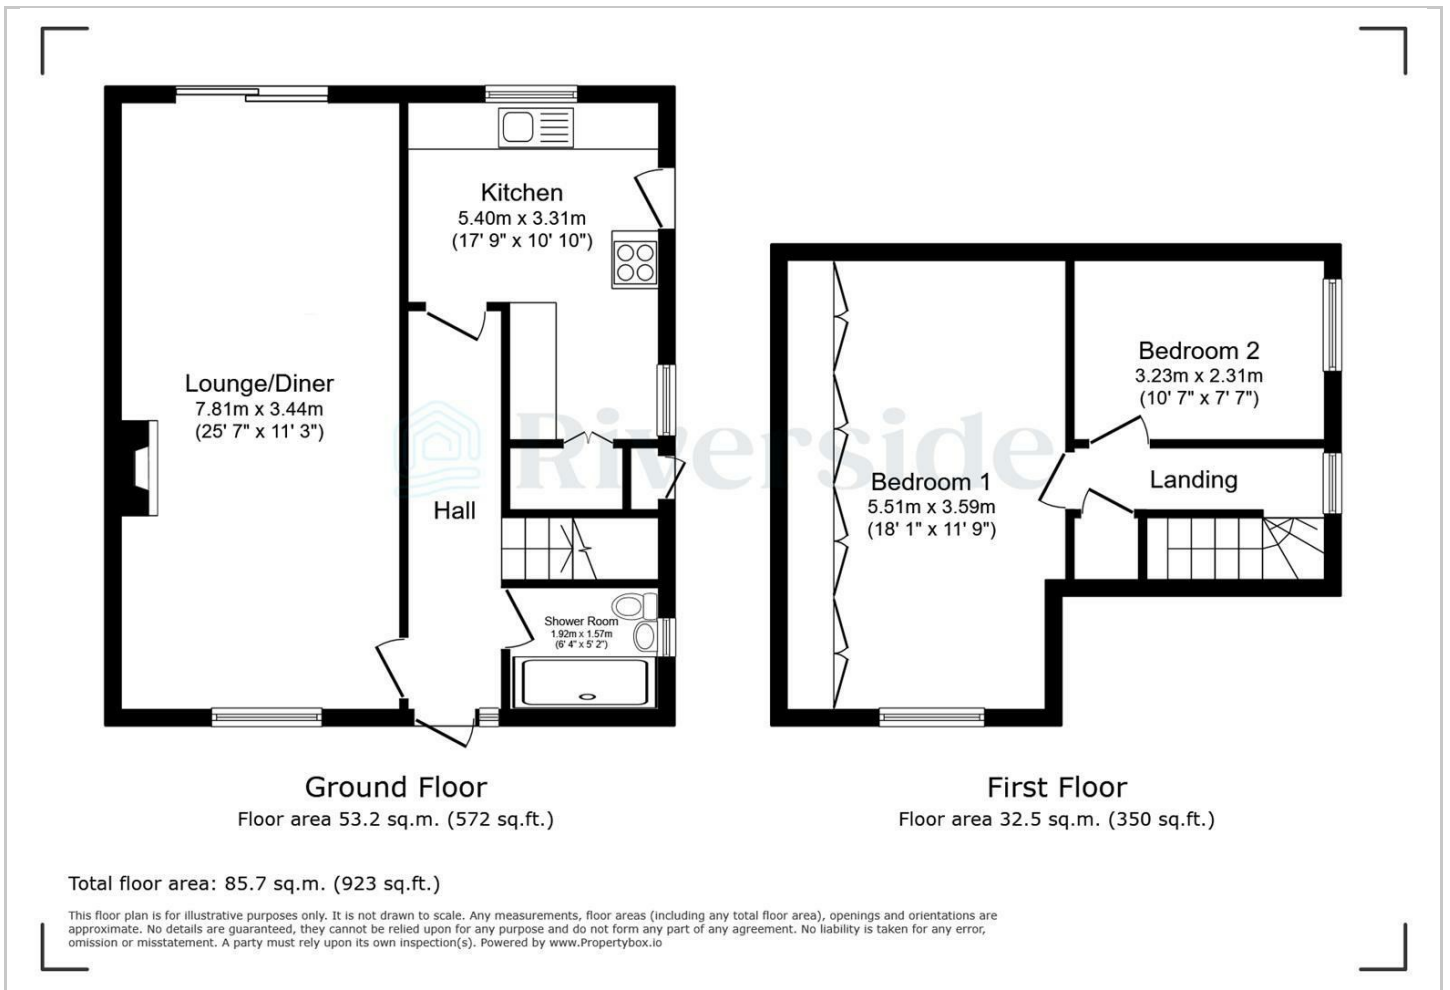 Kitchen
5.40m x 3.31m
(17' 9" x 10' 10")
Lounge/Diner
7.81m x 3.44m
(25' 7" x 11' 3")
Hall
Shower Room
1.92m x 1.57m
(6' 4" x 5' 2")
Riverside
Bedroom 2
3.23m x 2.31m
(10' 7" x 7' 7")
Bedroom 1
5.51m x 3.59m
(18' 1" x 11' 9")
Landing
Ground Floor
Floor area 53.2 sq.m. (572 sq.ft.)
First Floor
Floor area 32.5 sq.m. (350 sq.ft.)
Total floor area: 85.7 sq.m. (923 sq.ft.)
This floor plan is for illustrative purposes only. It is not drawn to scale. Any measurements, floor areas (including any total floor area), openings and orientations are
approximate. No details are guaranteed, they cannot be relied upon for any purpose and do not form any part of any agreement. No liability is taken for any error,
omission or misstatement. A party must rely upon its own inspection(s). Powered by www.Propertybox.io